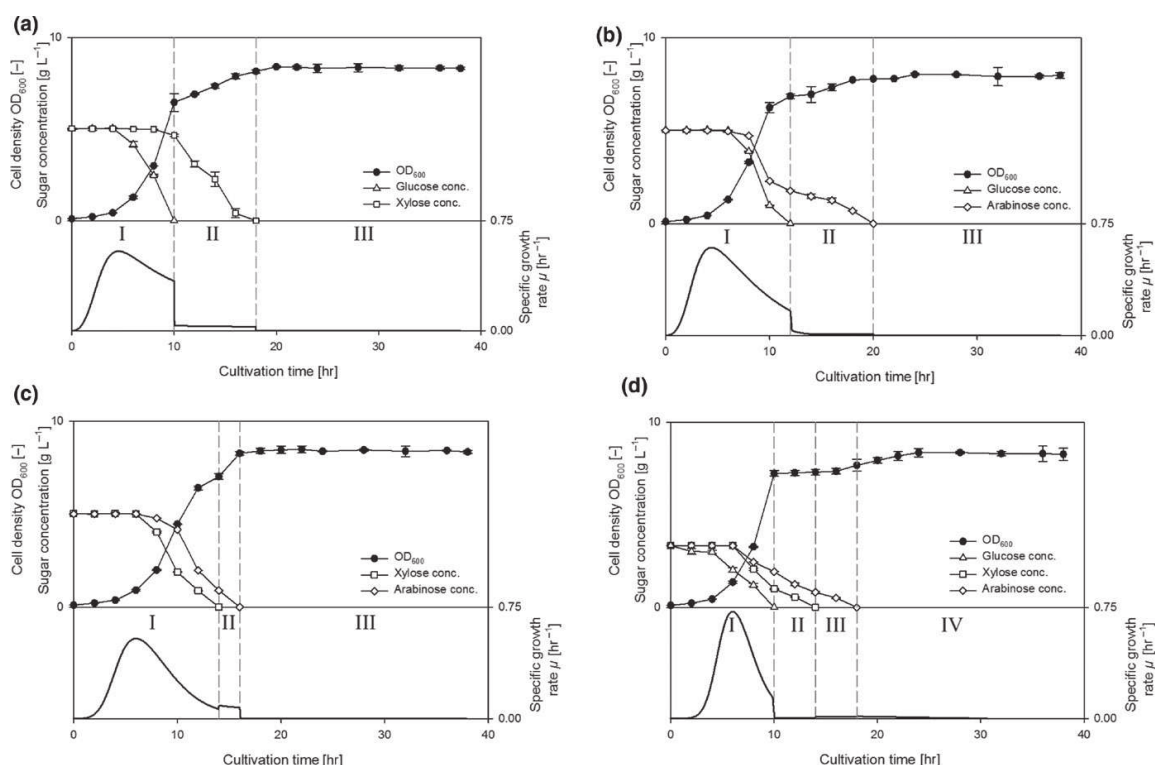 (a)
Cell density OD600 [–]
Sugar concentration [g L−1]
10
0
OD600
Glucose conc.
Xylose conc.
I
II
III
0.75
0.00
Specific growth
rate μ [hr−1]
0
10
20
30
40
Cultivation time [hr]
(b)
Cell density OD600 [–]
Sugar concentration [g L−1]
10
0
OD600
Glucose conc.
Arabinose conc.
I
II
III
0.75
0.00
Specific growth
rate μ [hr−1]
0
10
20
30
40
Cultivation time [hr]
(c)
Cell density OD600 [–]
Sugar concentration [g L−1]
10
0
OD600
Xylose conc.
Arabinose conc.
I
II
III
0.75
0.00
Specific growth
rate μ [hr−1]
0
10
20
30
40
Cultivation time [hr]
(d)
Cell density OD600 [–]
Sugar concentration [g L−1]
10
0
OD600
Glucose conc.
Xylose conc.
Arabinose conc.
I
II
III
IV
0.75
0.00
Specific growth
rate μ [hr−1]
0
10
20
30
40
Cultivation time [hr]